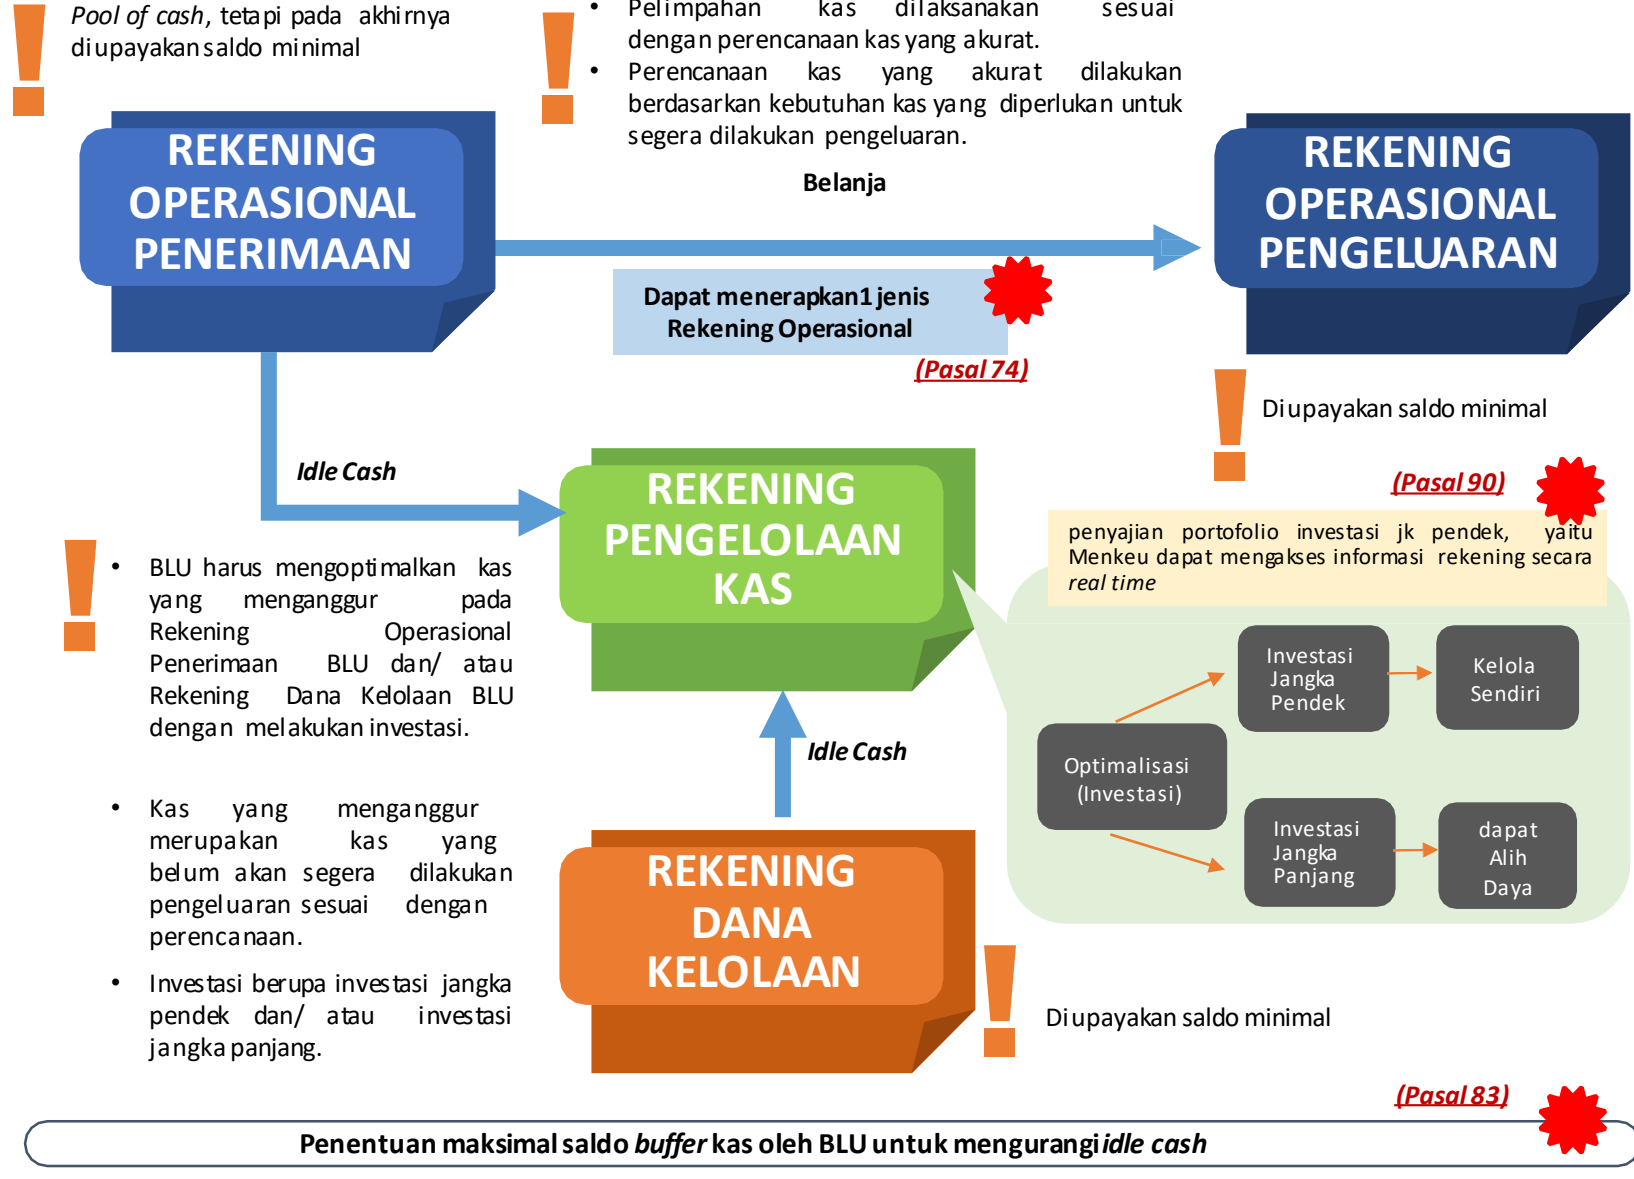 Pool of cash, tetapi pada akhirnya
diupayakan saldo minimal
• Pelimpahan kas dilaksanakan sesuai
dengan perencanaan kas yang akurat.
• Perencanaan kas yang akurat dilakukan
berdasarkan kebutuhan kas yang diperlukan untuk
segera dilakukan pengeluaran.
REKENING
OPERASIONAL
PENERIMAAN
Belanja
REKENING
OPERASIONAL
PENGELUARAN
Dapat menerapkan1 jenis
Rekening Operasional
(Pasal 74)
Diupayakan saldo minimal
Idle Cash
REKENING
PENGELOLAAN
KAS
(Pasal 90)
penyajian portofolio investasi jk pendek, yaitu
Menkeu dapat mengakses informasi rekening secara
real time
• BLU harus mengoptimalkan kas
yang menganggur pada
Rekening Operasional
Penerimaan BLU dan/ atau
Rekening Dana Kelolaan BLU
dengan melakukan investasi.
• Kas yang menganggur
merupakan kas yang
belum akan segera dilakukan
pengeluaran sesuai dengan
perencanaan.
• Investasi berupa investasi jangka
pendek dan/ atau investasi
jangka panjang.
Idle Cash
Optimalisasi
(Investasi)
Investasi
Jangka
Pendek
Kelola
Sendiri
Investasi
Jangka
Panjang
dapat
Alih
Daya
REKENING
DANA
KELOLAAN
Diupayakan saldo minimal
(Pasal 83)
Penentuan maksimal saldo buffer kas oleh BLU untuk mengurangi idle cash